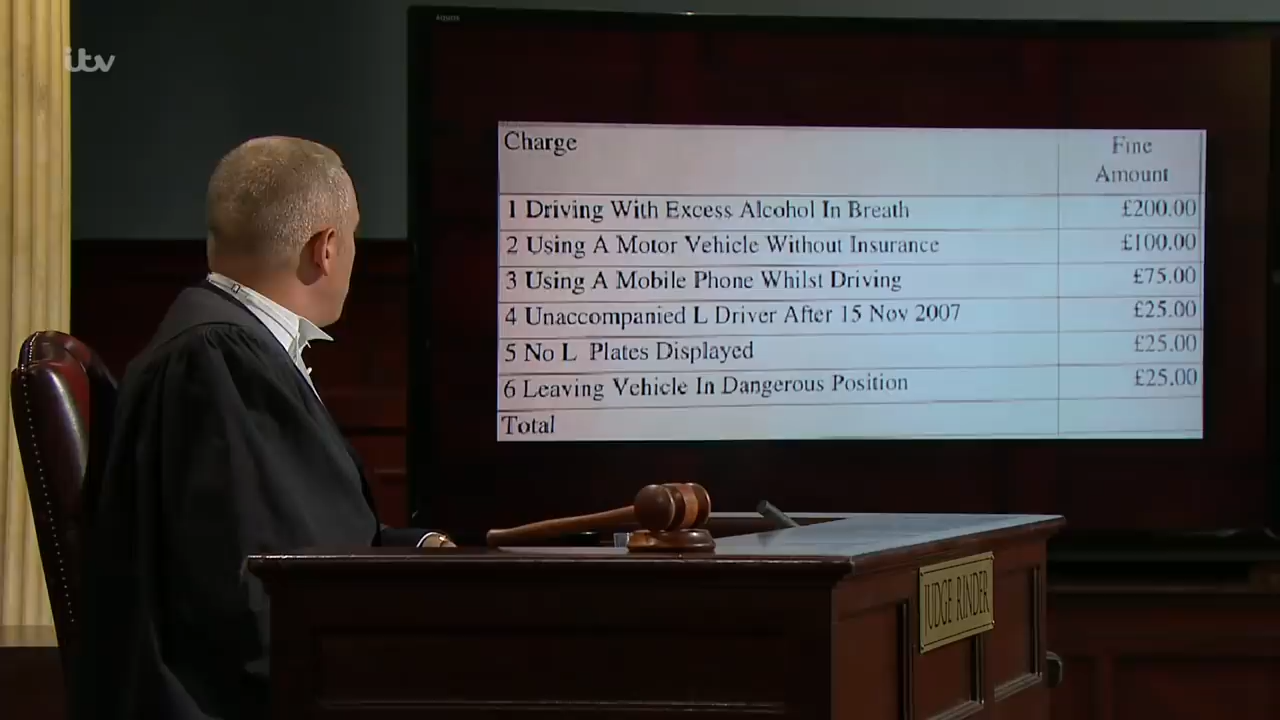 itv
Charge
Fine
Amount
1 Driving With Excess Alcohol In Breath £200.00
2 Using A Motor Vehicle Without Insurance £100.00
3 Using A Mobile Phone Whilst Driving £75.00
4 Unaccompanied L Driver After 15 Nov 2007 £25.00
5 No L Plates Displayed £25.00
6 Leaving Vehicle In Dangerous Position £25.00
Total
JUDGE RINDER